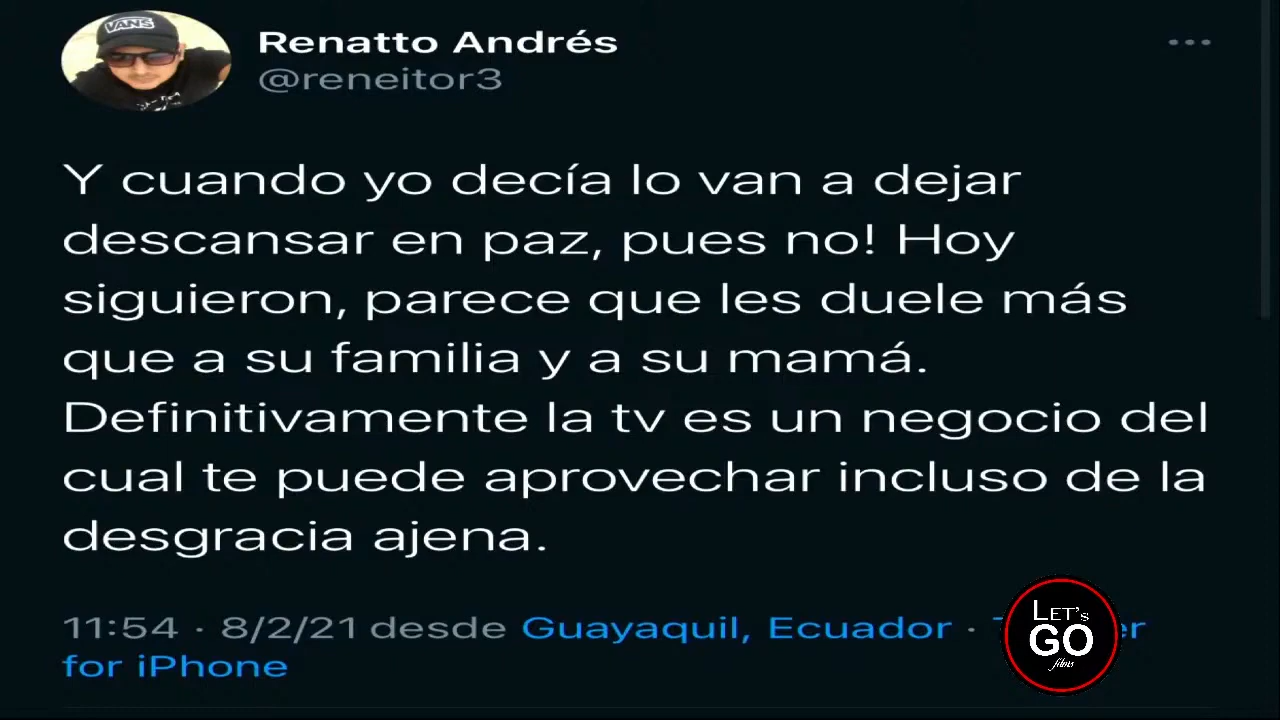 VANS
Renatto Andrés
@reneitor3
Y cuando yo decía lo van a dejar
descansar en paz, pues no! Hoy
siguieron, parece que les duele más
que a su familia y a su mamá.
Definitivamente la tv es un negocio del
cual te puede aprovechar incluso de la
desgracia ajena.
11:54 · 8/2/21 desde Guayaquil, Ecuador ·
for iPhone
LET's
GO
films